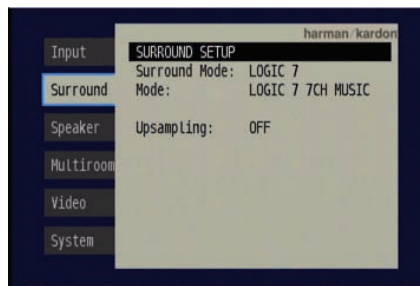 harman/kardon
Input
Surround
Speaker
Multiroom
Video
System
SURROUND SETUP
Surround Mode: LOGIC 7
Mode: LOGIC 7 7CH MUSIC
Upsampling: OFF